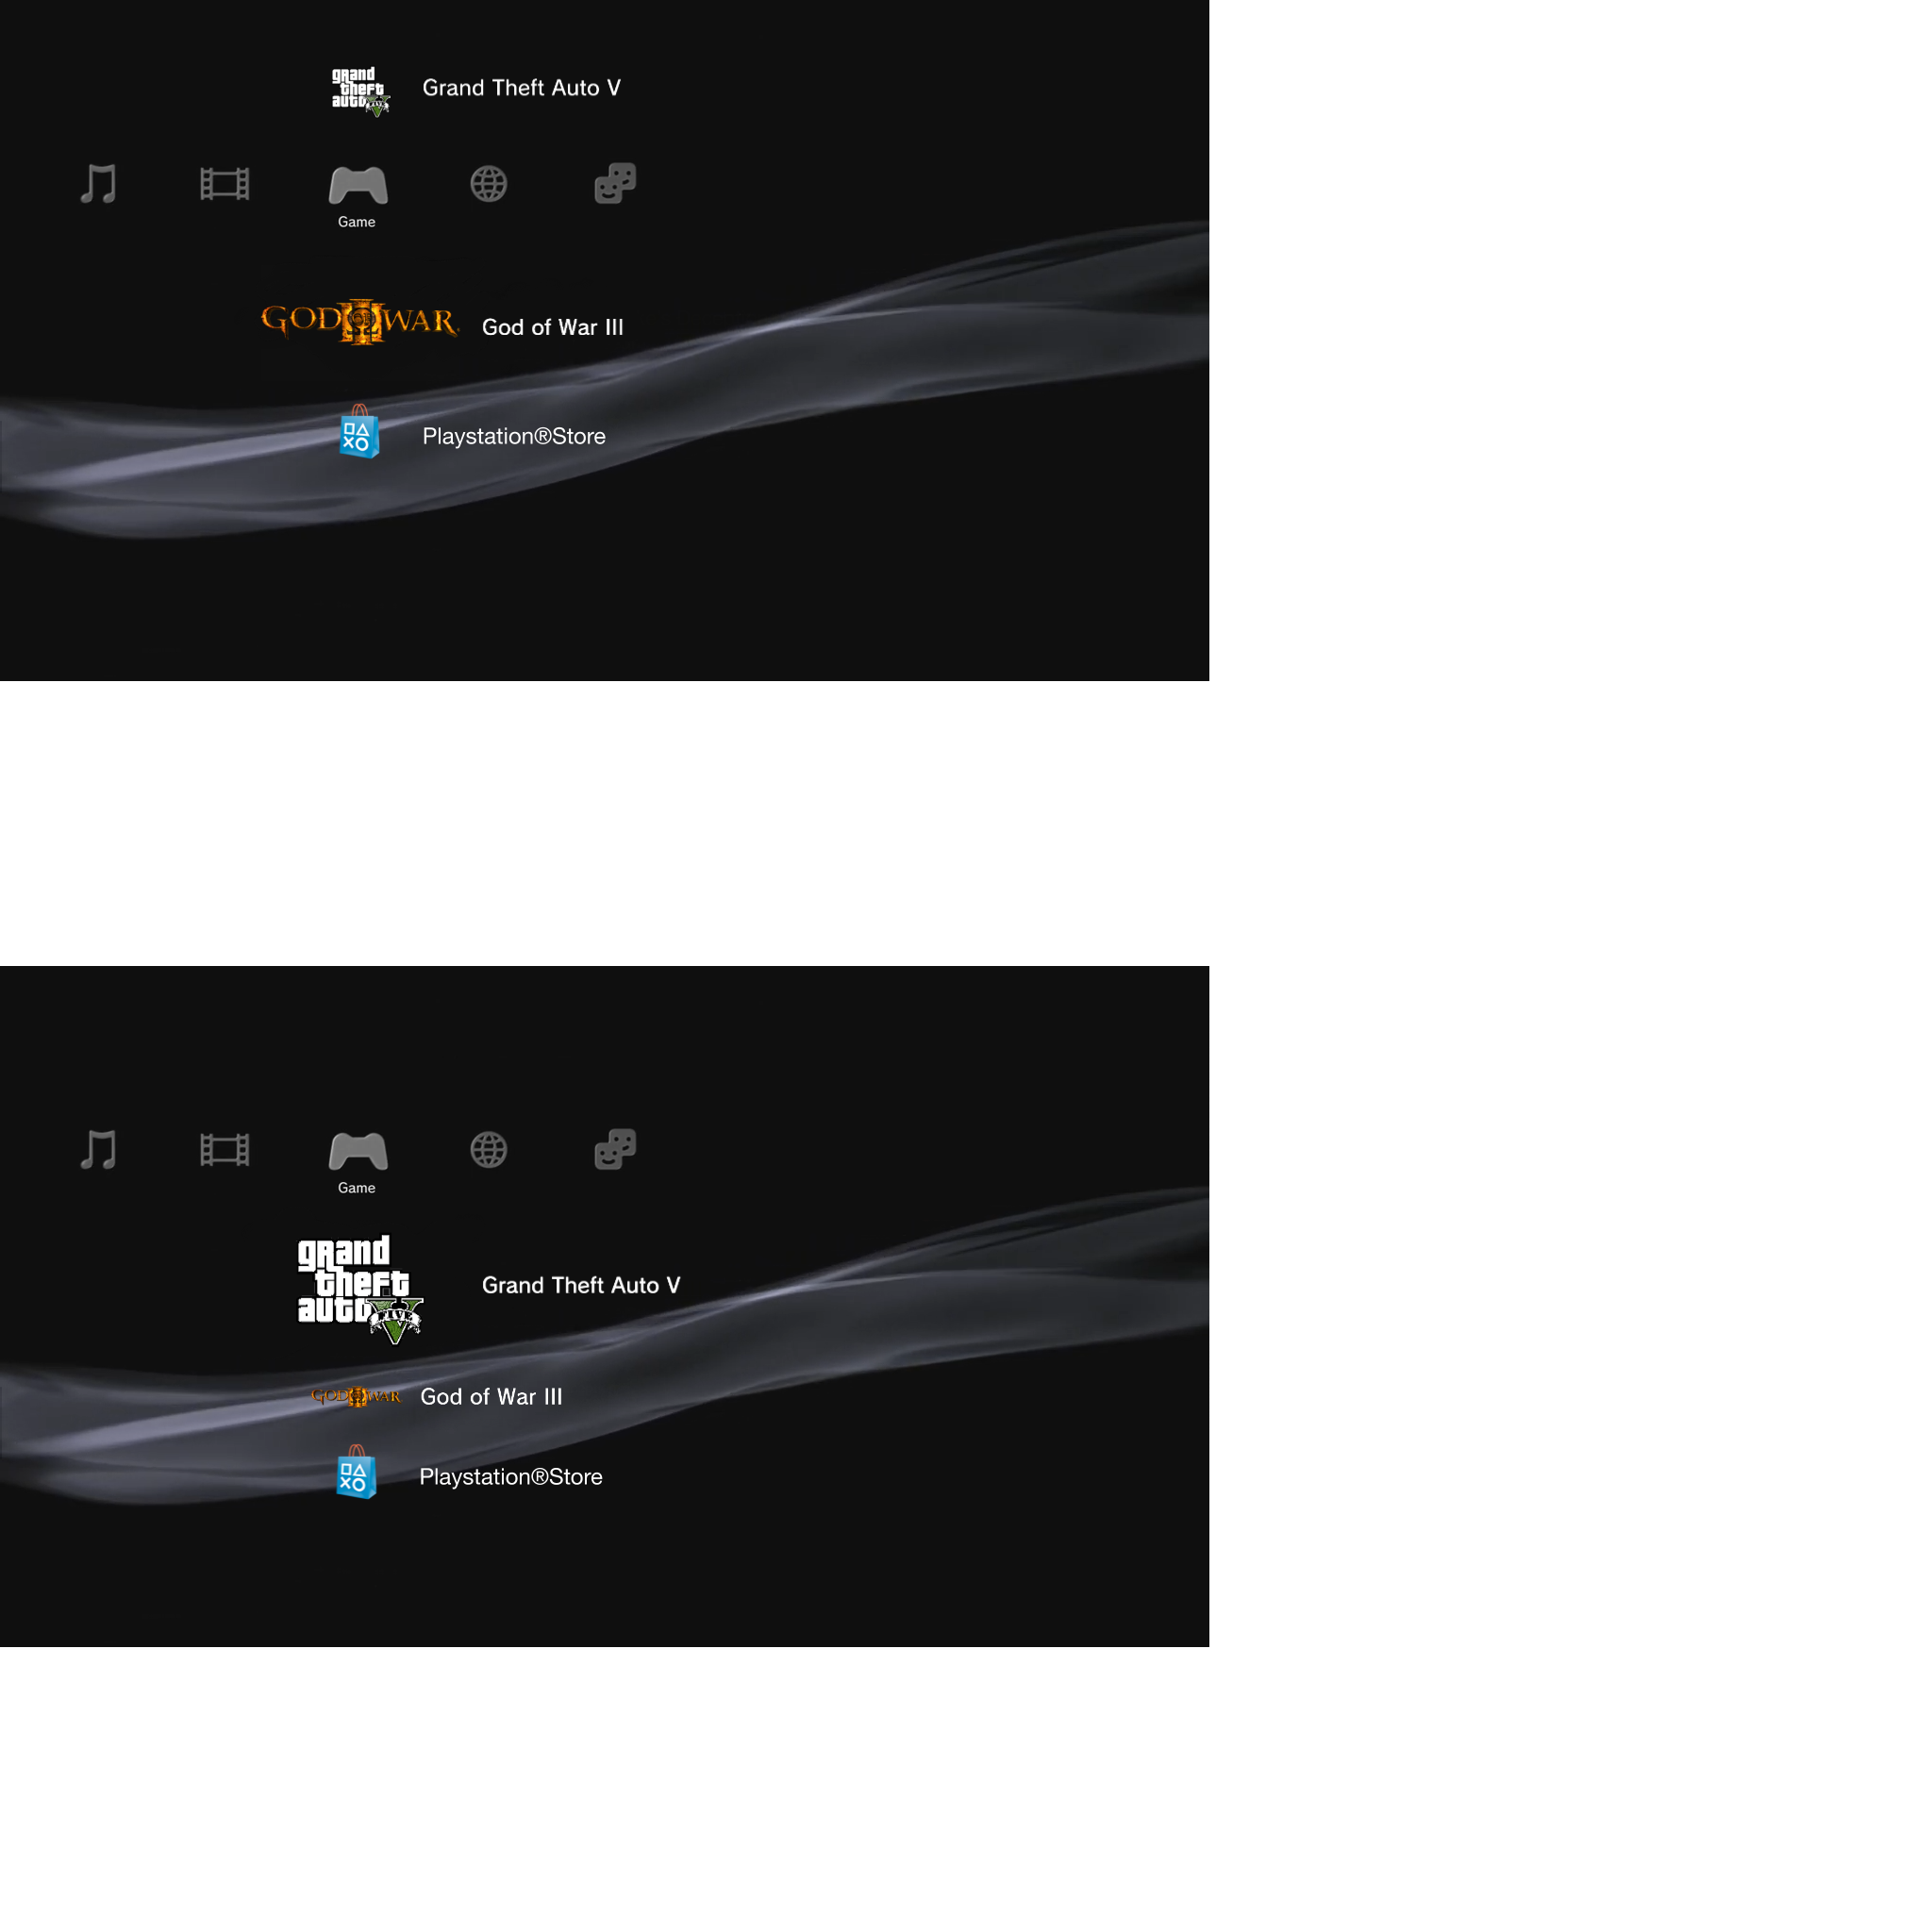 grand
theft
auto V
FIVE
Grand Theft Auto V
Game
GOD III WAR
God of War III
Playstation®Store
Game
grand
theft
auto V
FIVE
Grand Theft Auto V
GOD III WAR
God of War III
Playstation®Store